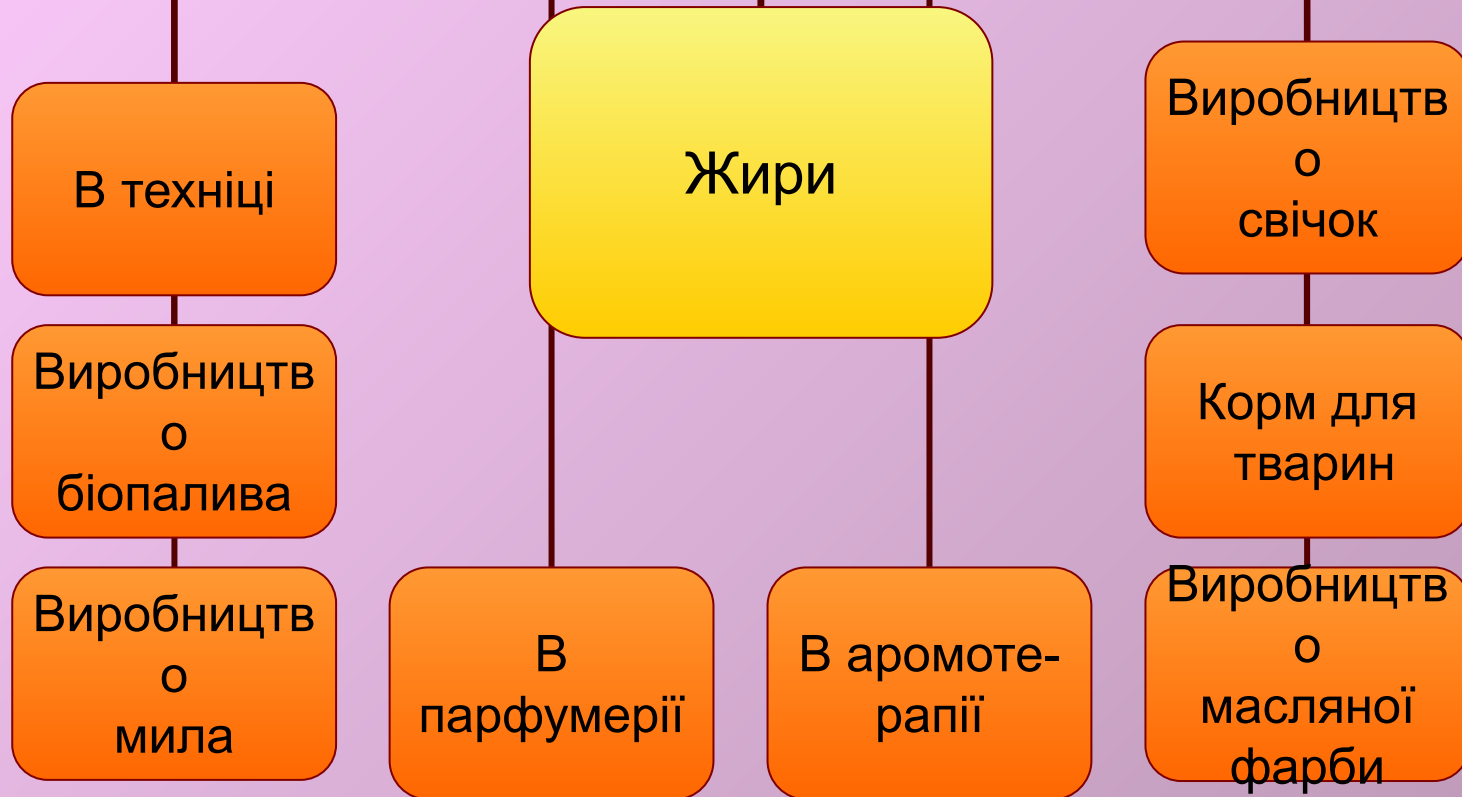 Жири
В техніці
Виробництв
о
біопалива
Виробництв
о
мила
В
парфумерії
В аромоте-
рапії
Виробництв
о
свічок
Корм для
тварин
Виробництв
о
масляної
фарби